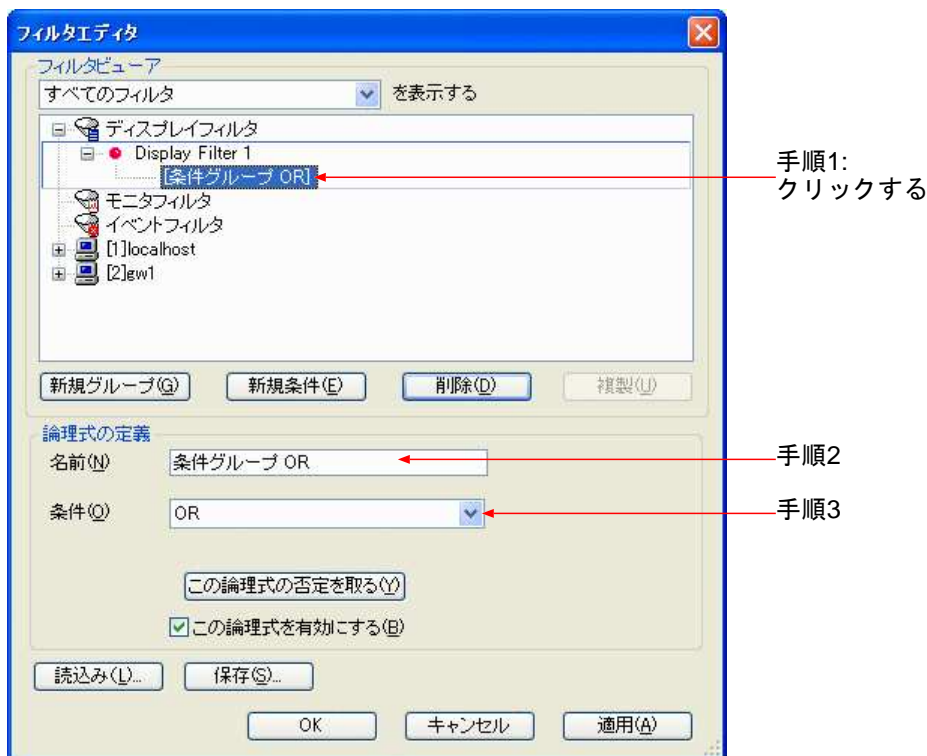 フィルタエディタ
フィルタビューア
すべてのフィルタ を表示する
ディスプレイフィルタ
Display Filter 1
[条件グループ OR]
手順1:
クリックする
モニタフィルタ
イベントフィルタ
[1]localhost
[2]gw1
新規グループ(G) 新規条件(E) 削除(D) 複製(U)
論理式の定義
名前(N) 条件グループ OR
手順2
条件(O) OR
手順3
この論理式の否定を取る(Y)
この論理式を有効にする(B)
読込み(L)... 保存(S)...
OK キャンセル 適用(A)